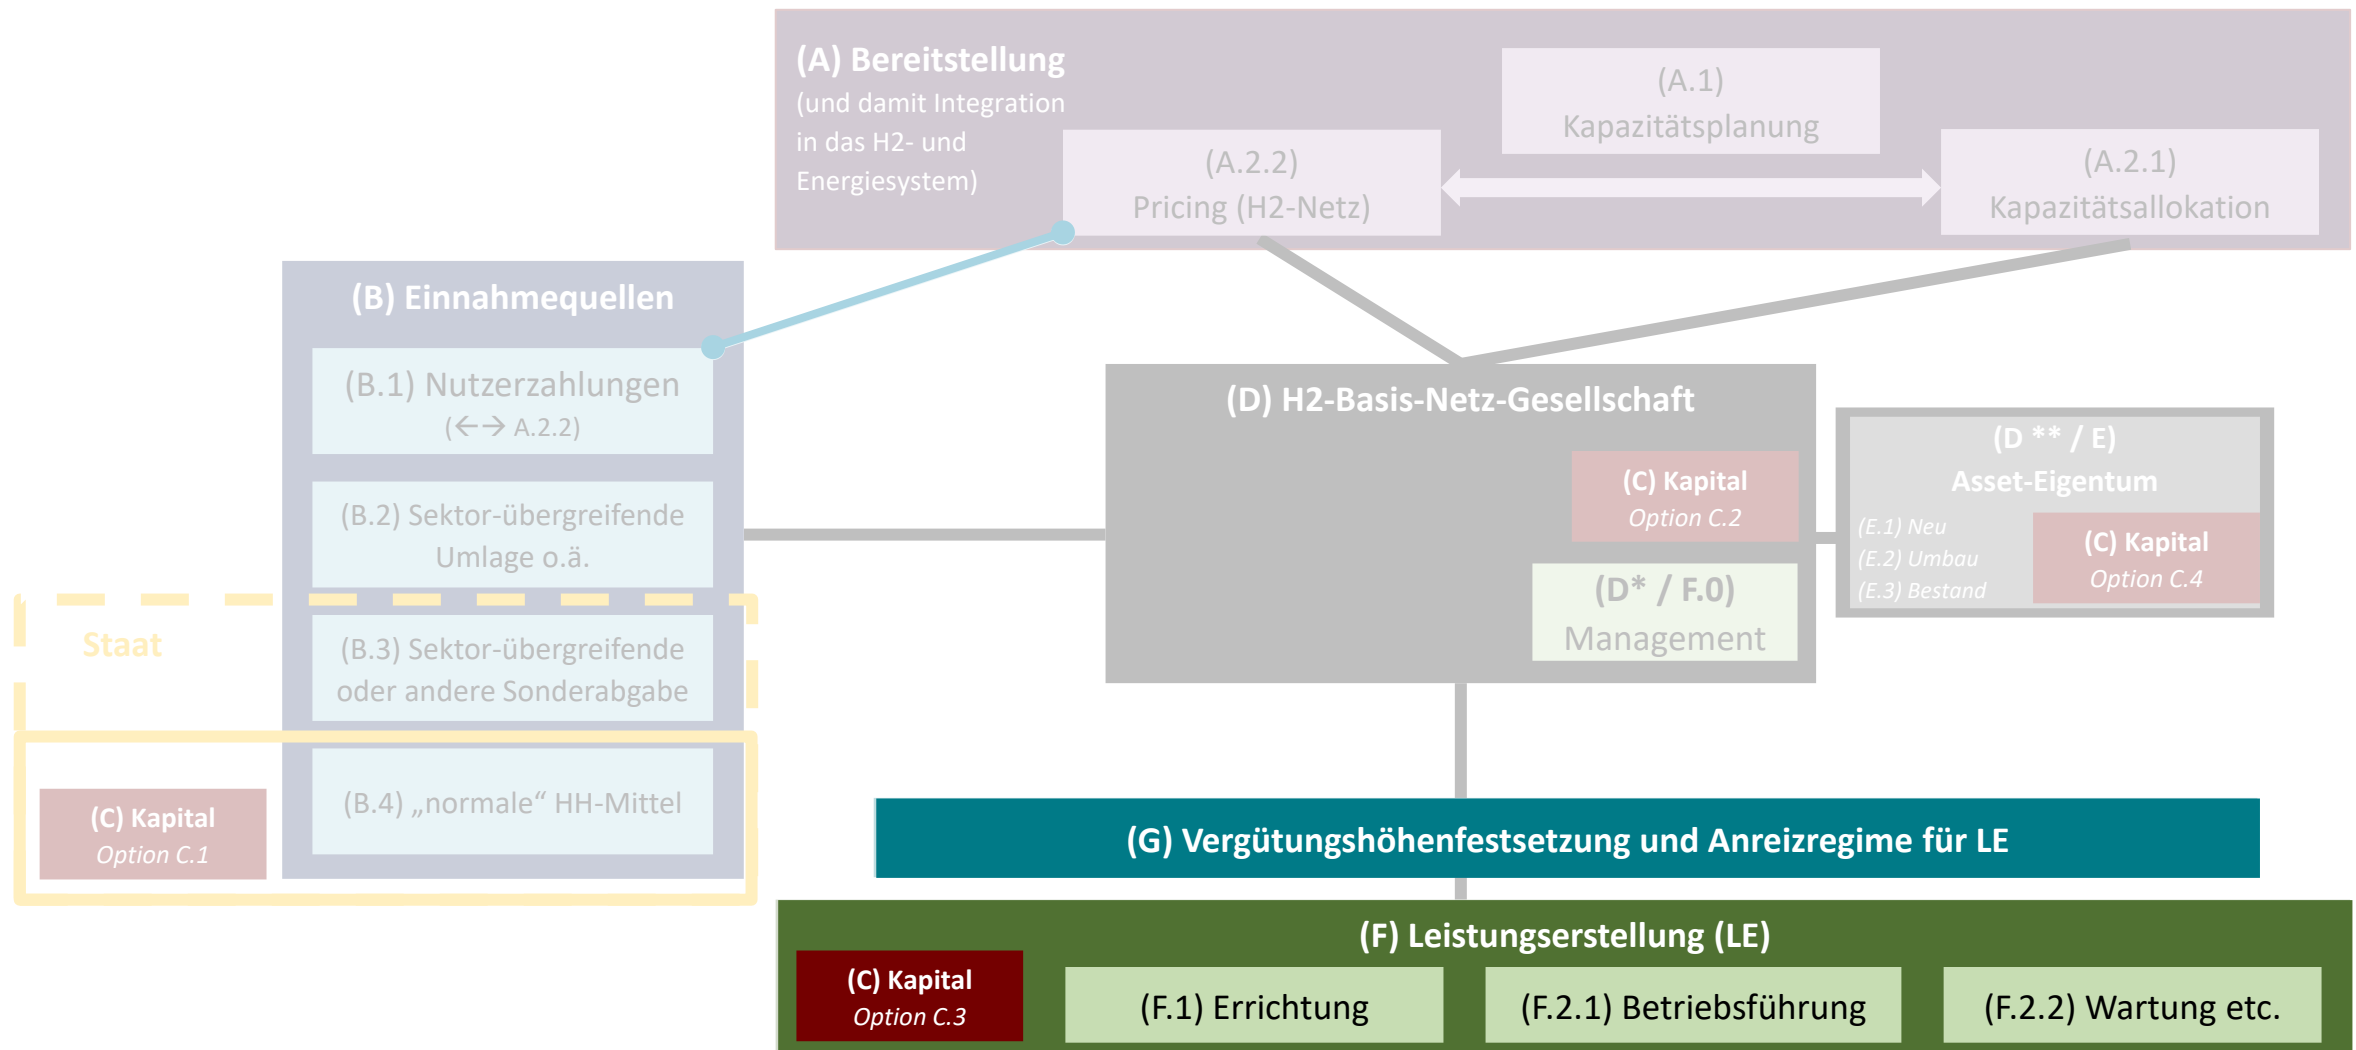 (A) Bereitstellung
(und damit Integration
in das H2- und
Energiesystem)
(A.1)
Kapazitätsplanung
(A.2.2)
Pricing (H2-Netz)
(A.2.1)
Kapazitätsallokation
(B) Einnahmequellen
(B.1) Nutzerzahlungen
(←→ A.2.2)
(B.2) Sektor-übergreifende
Umlage o.ä.
Staat
(B.3) Sektor-übergreifende
oder andere Sonderabgabe
(B.4) „normale“ HH-Mittel
(C) Kapital
Option C.1
(D) H2-Basis-Netz-Gesellschaft
(C) Kapital
Option C.2
(D* / F.0)
Management
(D ** / E)
Asset-Eigentum
(E.1) Neu
(E.2) Umbau
(E.3) Bestand
(C) Kapital
Option C.4
(G) Vergütungshöhenfestsetzung und Anreizregime für LE
(F) Leistungserstellung (LE)
(C) Kapital
Option C.3
(F.1) Errichtung
(F.2.1) Betriebsführung
(F.2.2) Wartung etc.